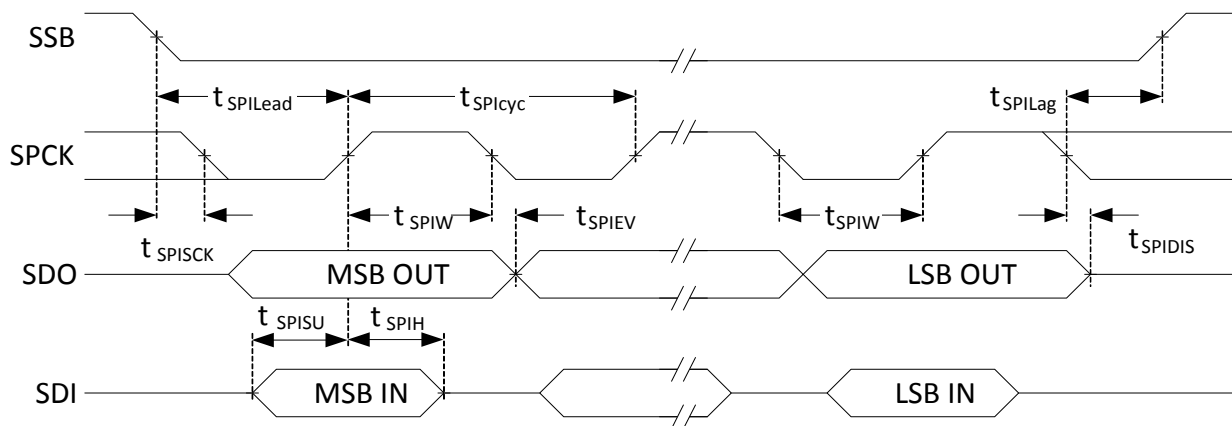 SSB
tSPILead
tSPIcyc
tSPILag
SPCK
tSPIW
tSPIEV
tSPIW
tSPISCK
tSPIDIS
SDO
MSB OUT
LSB OUT
tSPISU
tSPIH
SDI
MSB IN
LSB IN